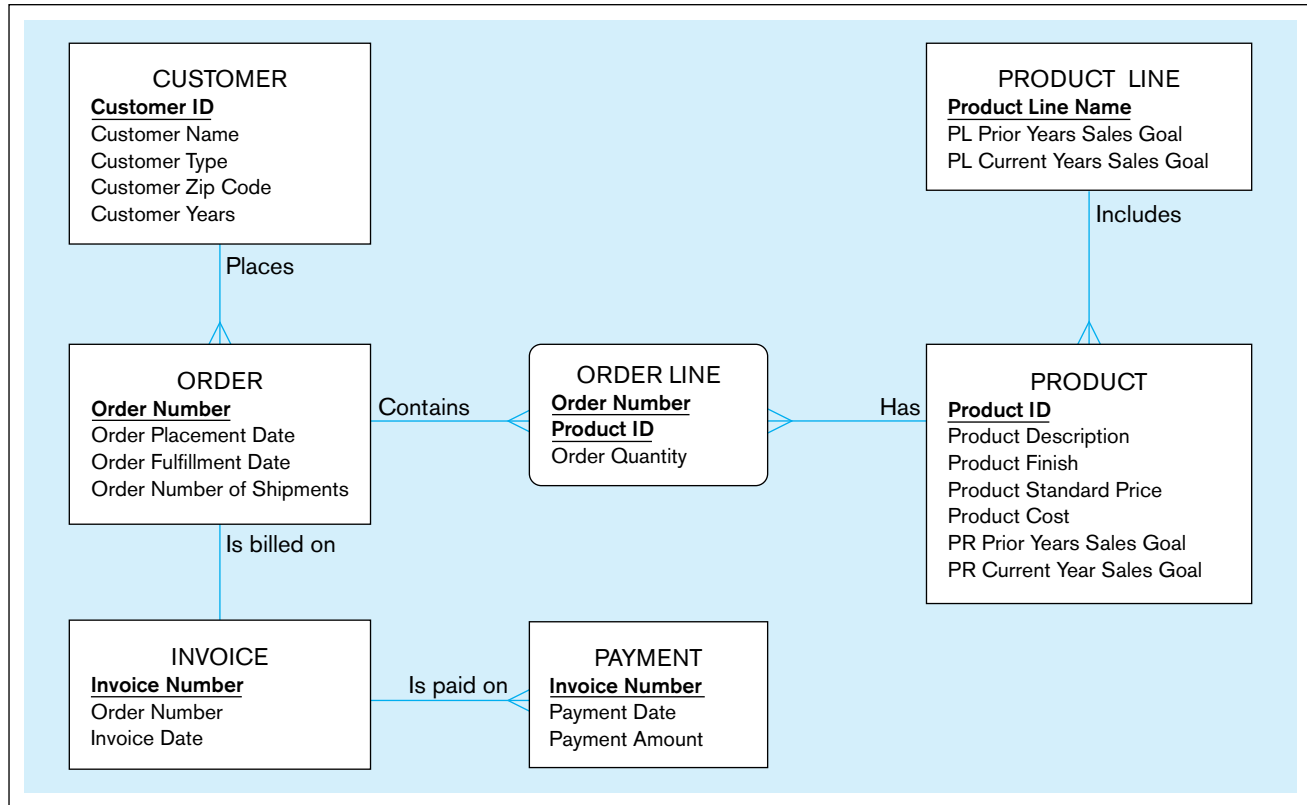 CUSTOMER
Customer ID
Customer Name
Customer Type
Customer Zip Code
Customer Years
PRODUCT LINE
Product Line Name
PL Prior Years Sales Goal
PL Current Years Sales Goal
Places
Includes
ORDER
Order Number
Order Placement Date
Order Fulfillment Date
Order Number of Shipments
Contains
ORDER LINE
Order Number
Product ID
Order Quantity
Has
PRODUCT
Product ID
Product Description
Product Finish
Product Standard Price
Product Cost
PR Prior Years Sales Goal
PR Current Year Sales Goal
Is billed on
INVOICE
Invoice Number
Order Number
Invoice Date
Is paid on
PAYMENT
Invoice Number
Payment Date
Payment Amount